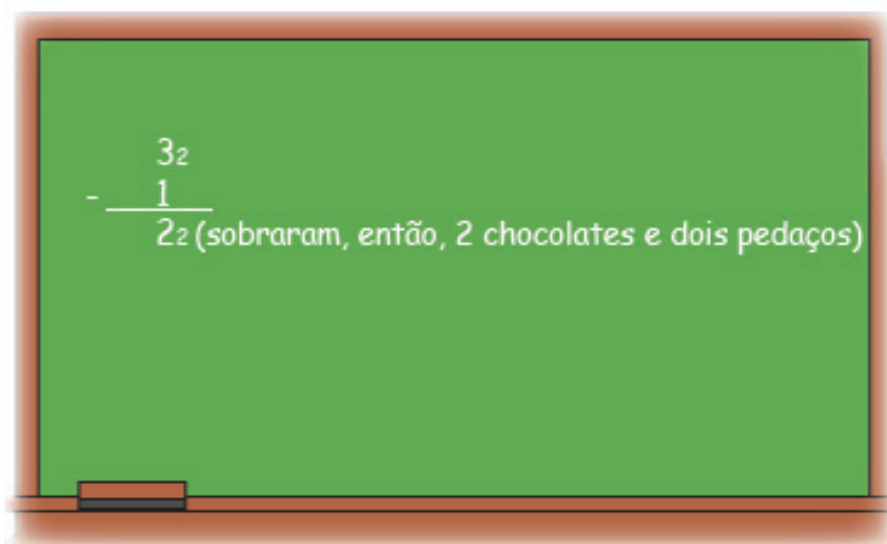 32
- 1
22 (sobraram, então, 2 chocolates e dois pedaços)